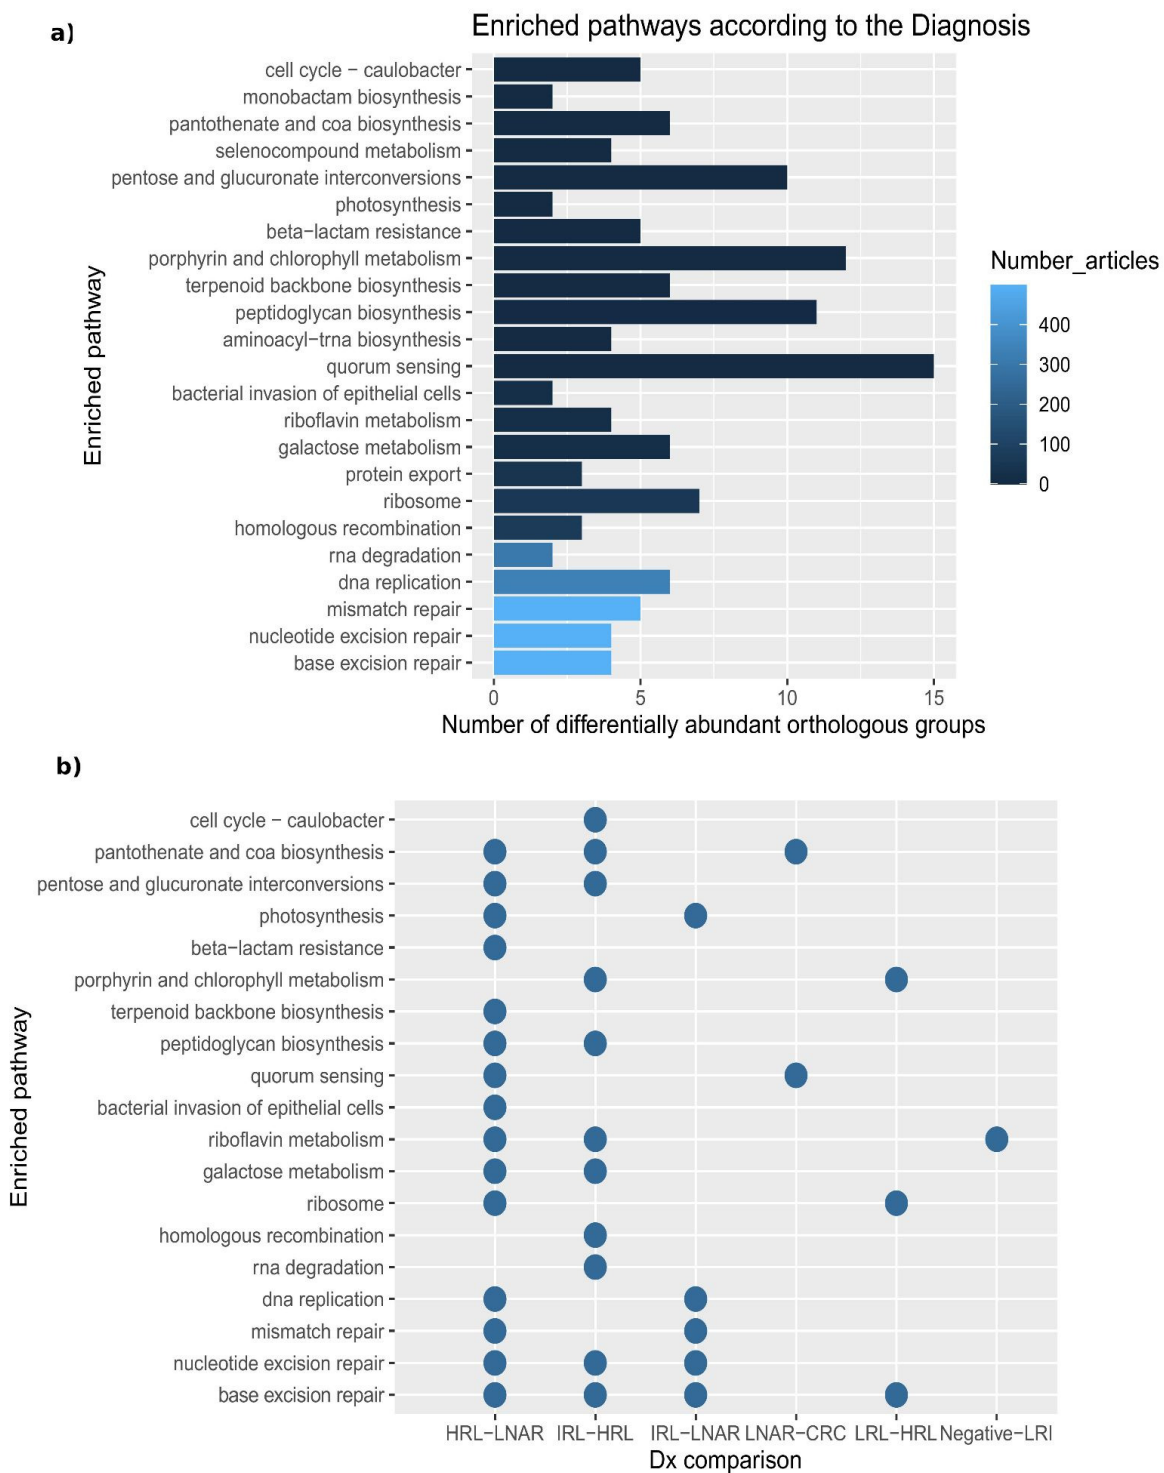 a)
Enriched pathways according to the Diagnosis
Enriched pathway
cell cycle − caulobacter
monobactam biosynthesis
pantothenate and coa biosynthesis
selenocompound metabolism
pentose and glucuronate interconversions
photosynthesis
beta−lactam resistance
porphyrin and chlorophyll metabolism
terpenoid backbone biosynthesis
peptidoglycan biosynthesis
aminoacyl−trna biosynthesis
quorum sensing
bacterial invasion of epithelial cells
riboflavin metabolism
galactose metabolism
protein export
ribosome
homologous recombination
rna degradation
dna replication
mismatch repair
nucleotide excision repair
base excision repair
0 5 10 15
Number of differentially abundant orthologous groups
Number_articles
400
300
200
100
0
b)
Enriched pathway
cell cycle − caulobacter
pantothenate and coa biosynthesis
pentose and glucuronate interconversions
photosynthesis
beta−lactam resistance
porphyrin and chlorophyll metabolism
terpenoid backbone biosynthesis
peptidoglycan biosynthesis
quorum sensing
bacterial invasion of epithelial cells
riboflavin metabolism
galactose metabolism
ribosome
homologous recombination
rna degradation
dna replication
mismatch repair
nucleotide excision repair
base excision repair
HRL−LNAR IRL−HRL IRL−LNAR LNAR−CRC LRL−HRL Negative−LRI
Dx comparison